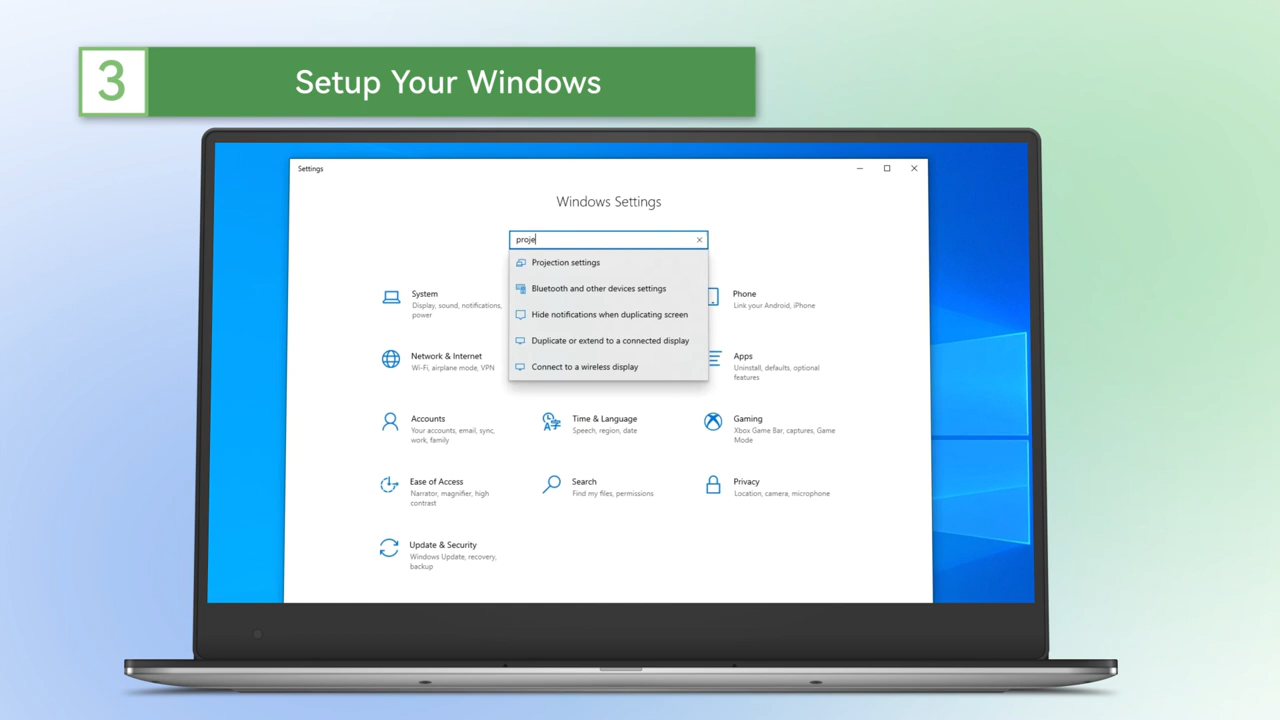 3
Setup Your Windows
Settings
Windows Settings
proje
Projection settings
Bluetooth and other devices settings
Hide notifications when duplicating screen
Duplicate or extend to a connected display
Connect to a wireless display
System
Display, sound, notifications,
power
Phone
Link your Android, iPhone
Network & Internet
Wi-Fi, airplane mode, VPN
Apps
Uninstall, defaults, optional
features
Accounts
Your accounts, email, sync,
work, family
Time & Language
Speech, region, date
Gaming
Xbox Game Bar, captures, Game
Mode
Ease of Access
Narrator, magnifier, high
contrast
Search
Find my files, permissions
Privacy
Location, camera, microphone
Update & Security
Windows Update, recovery,
backup